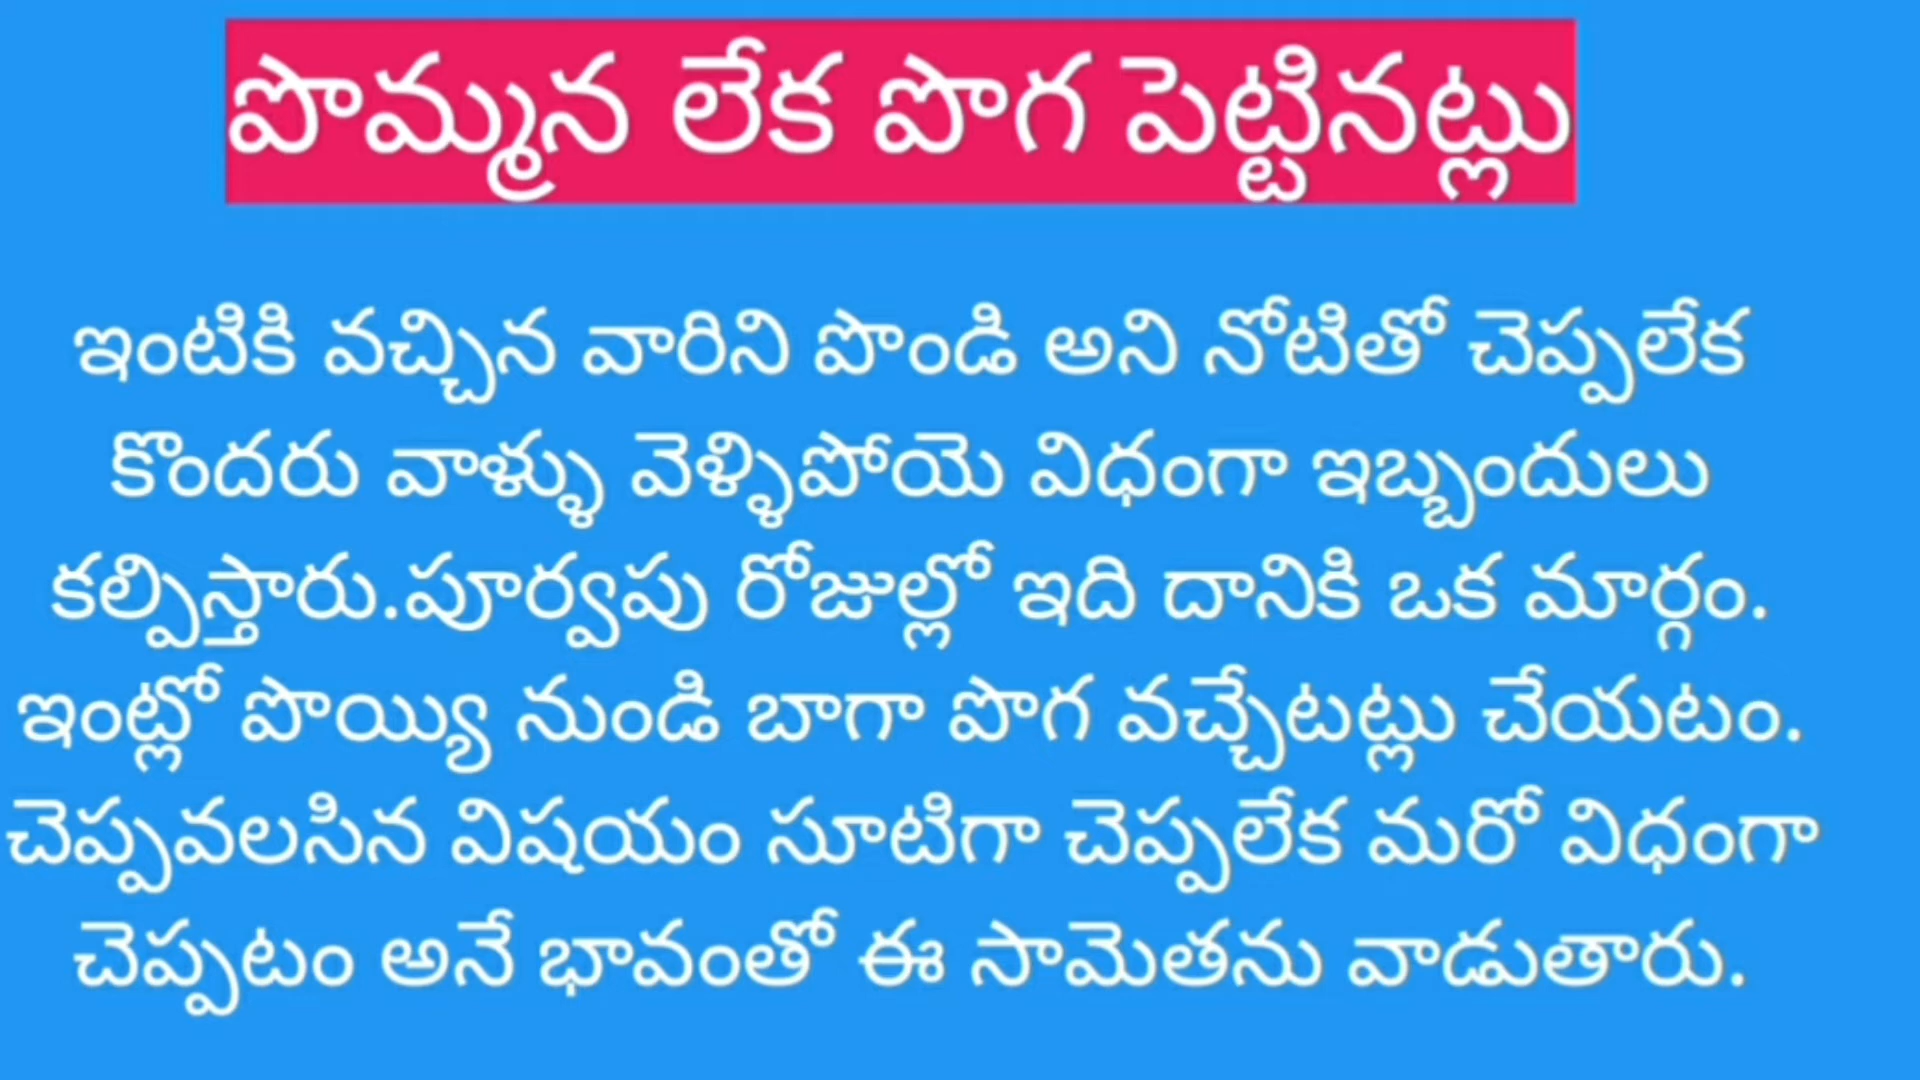 పొమ్మన లేక పొగ పెట్టినట్లు
ఇంటికి వచ్చిన వారిని పొండి అని నోటితో చెప్పలేక
కొందరు వాళ్ళు వెళ్ళిపోయె విధంగా ఇబ్బందులు
కల్పిస్తారు.పూర్వపు రోజుల్లో ఇది దానికి ఒక మార్గం.
ఇంట్లో పొయ్యి నుండి బాగా పొగ వచ్చేటట్లు చేయటం.
చెప్పవలసిన విషయం సూటిగా చెప్పలేక మరో విధంగా
చెప్పటం అనే భావంతో ఈ సామెతను వాడుతారు.